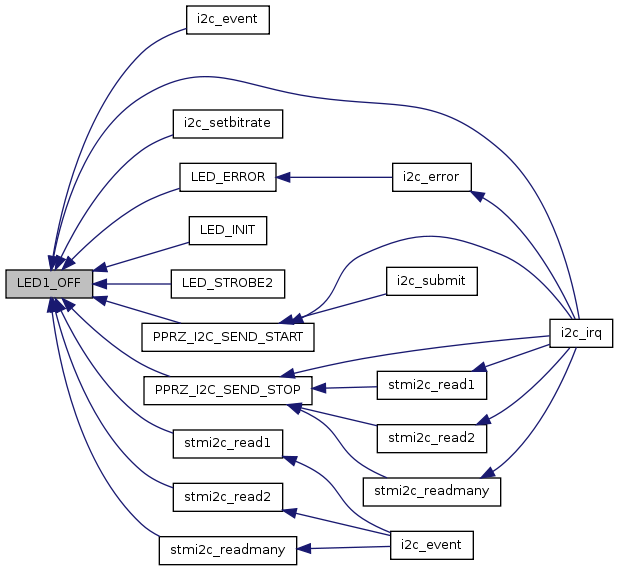 i2c_event
i2c_setbitrate
LED_ERROR
i2c_error
LED_INIT
LED1_OFF
LED_STROBE2
i2c_submit
PPRZ_I2C_SEND_START
i2c_irq
PPRZ_I2C_SEND_STOP
stmi2c_read1
stmi2c_read1
stmi2c_read2
stmi2c_read2
stmi2c_readmany
stmi2c_readmany
i2c_event